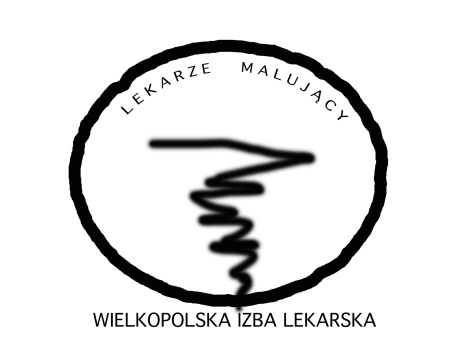 LEKARZE MALUJĄCY
WIELKOPOLSKA IZBA LEKARSKA